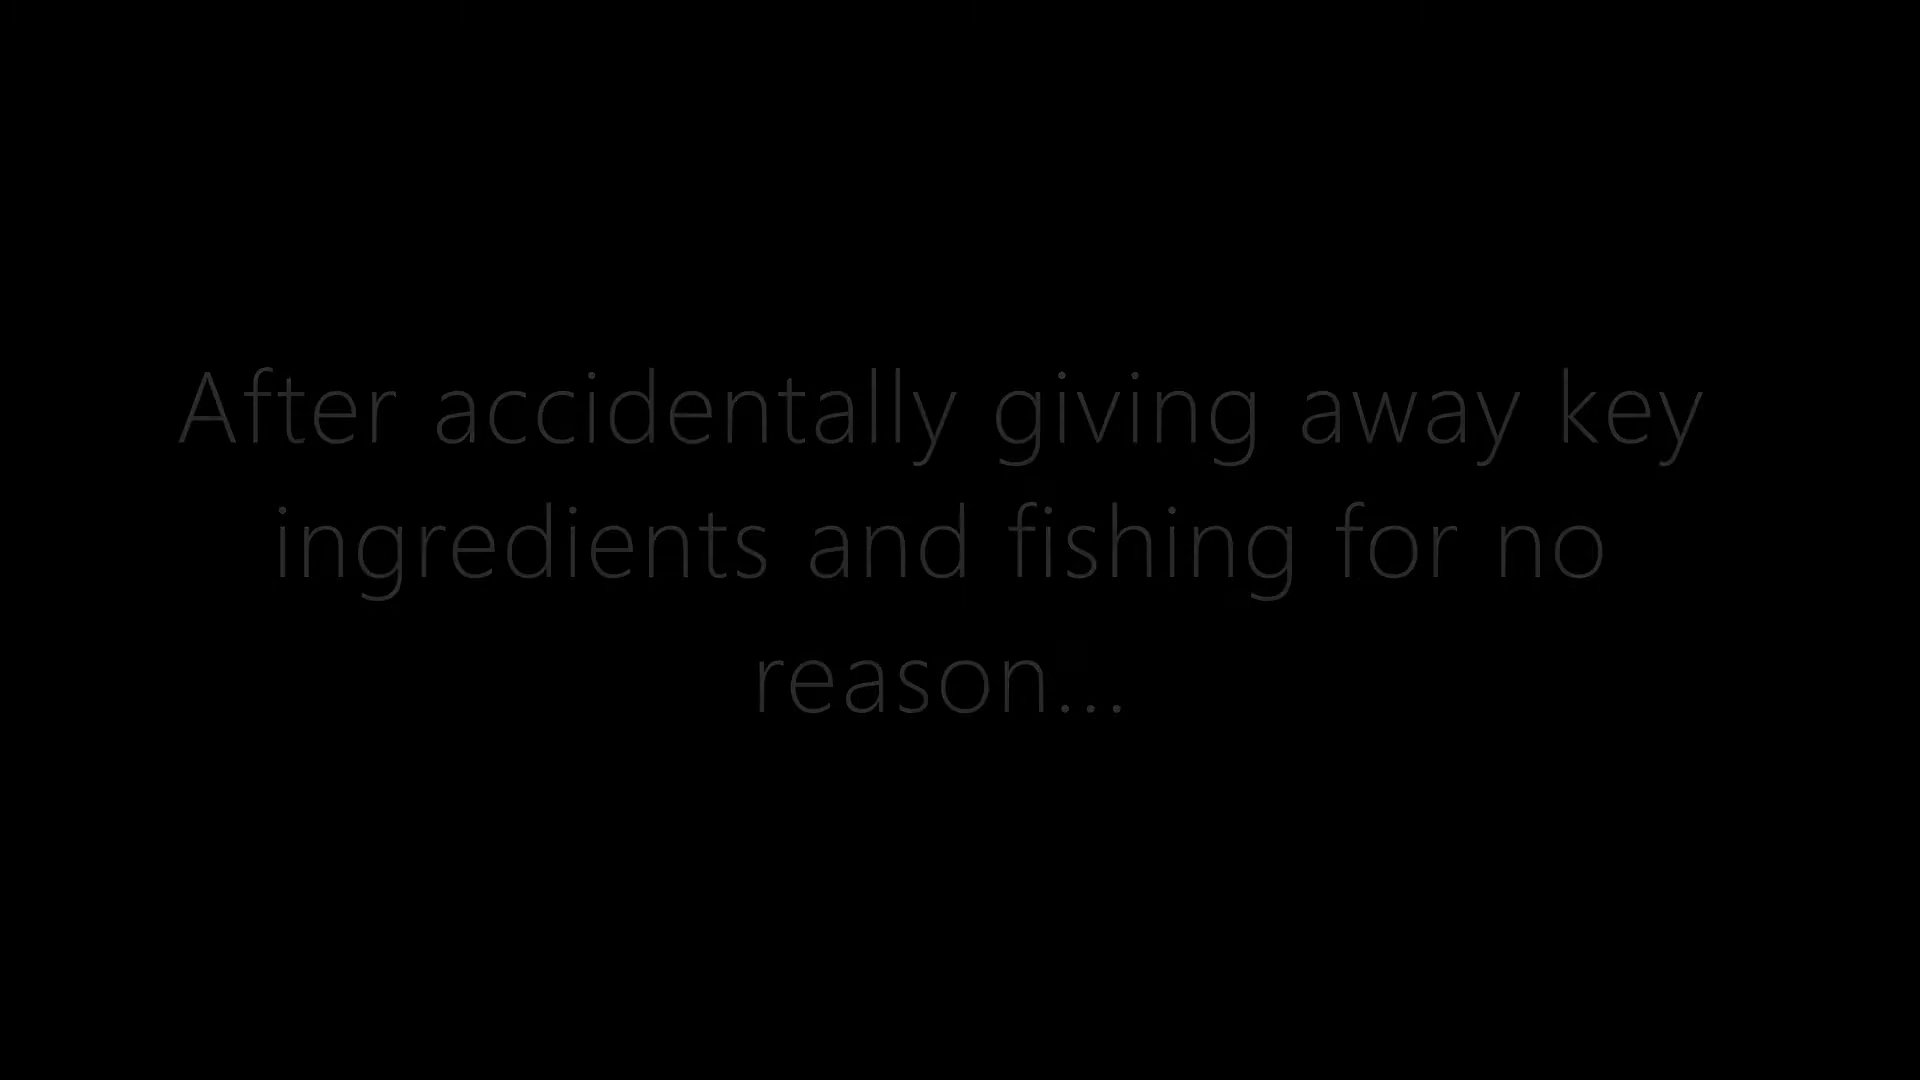 After accidentally giving away key
ingredients and fishing for no
reason...